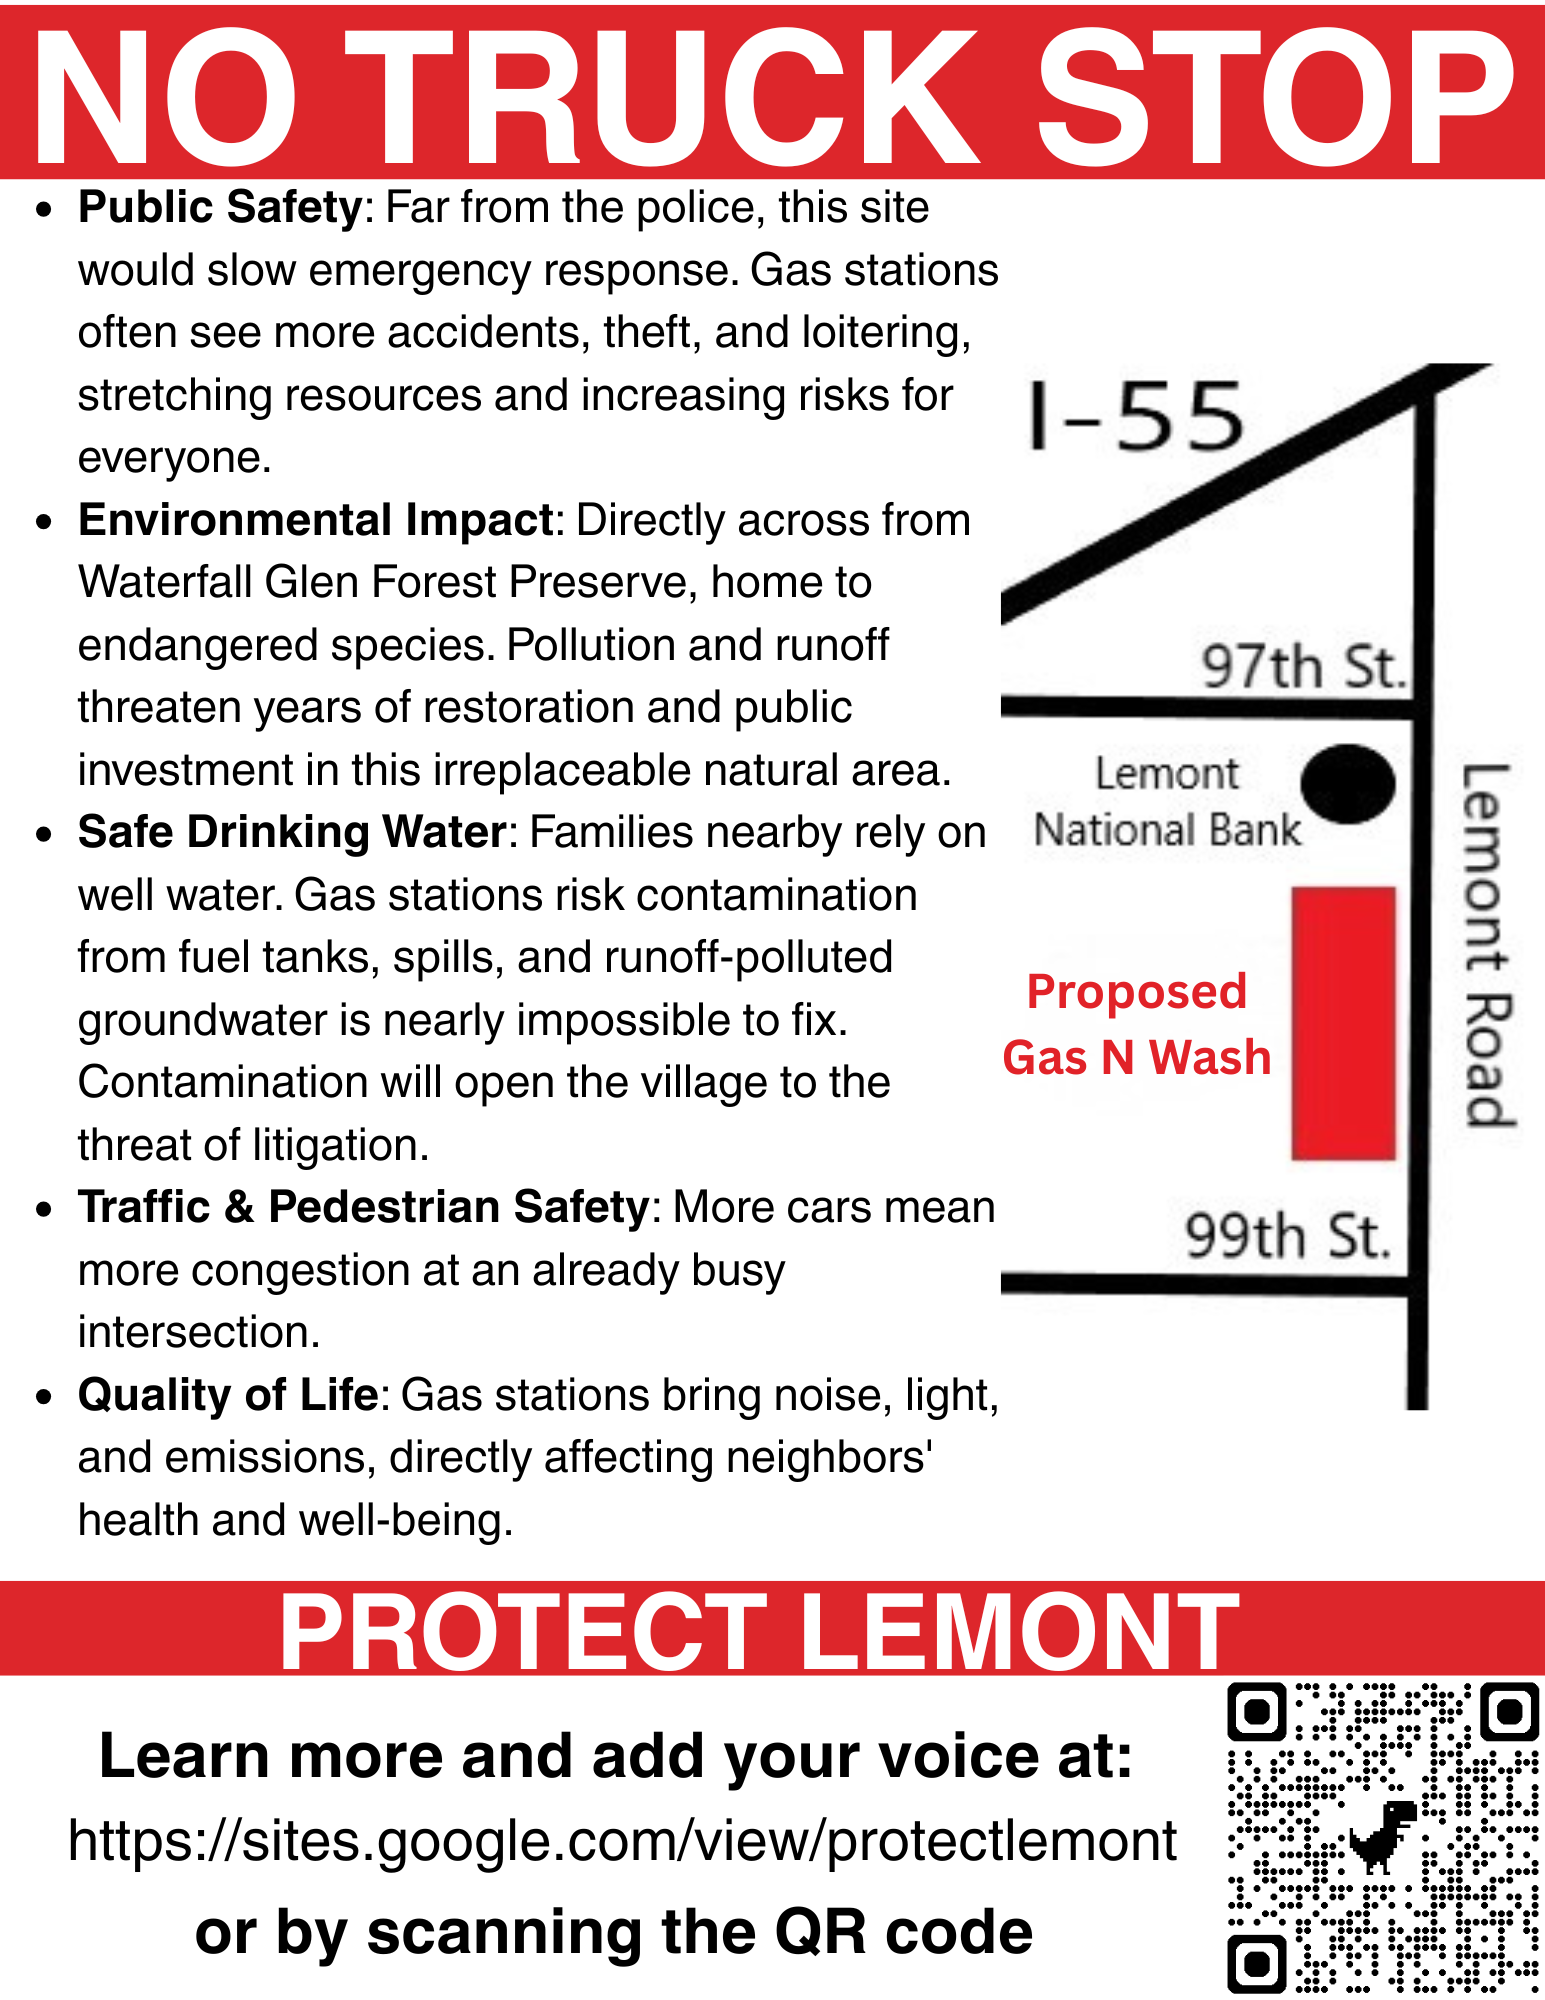 NO TRUCK STOP
• Public Safety: Far from the police, this site
would slow emergency response. Gas stations
often see more accidents, theft, and loitering,
stretching resources and increasing risks for
everyone.
• Environmental Impact: Directly across from
Waterfall Glen Forest Preserve, home to
endangered species. Pollution and runoff
threaten years of restoration and public
investment in this irreplaceable natural area.
• Safe Drinking Water: Families nearby rely on
well water. Gas stations risk contamination
from fuel tanks, spills, and runoff-polluted
groundwater is nearly impossible to fix.
Contamination will open the village to the
threat of litigation.
• Traffic & Pedestrian Safety: More cars mean
more congestion at an already busy
intersection.
• Quality of Life: Gas stations bring noise, light,
and emissions, directly affecting neighbors'
health and well-being.
I-55
97th St.
Lemont
National Bank
Proposed
Gas N Wash
Lemont Road
99th St.
PROTECT LEMONT
Learn more and add your voice at:
https://sites.google.com/view/protectlemont
or by scanning the QR code